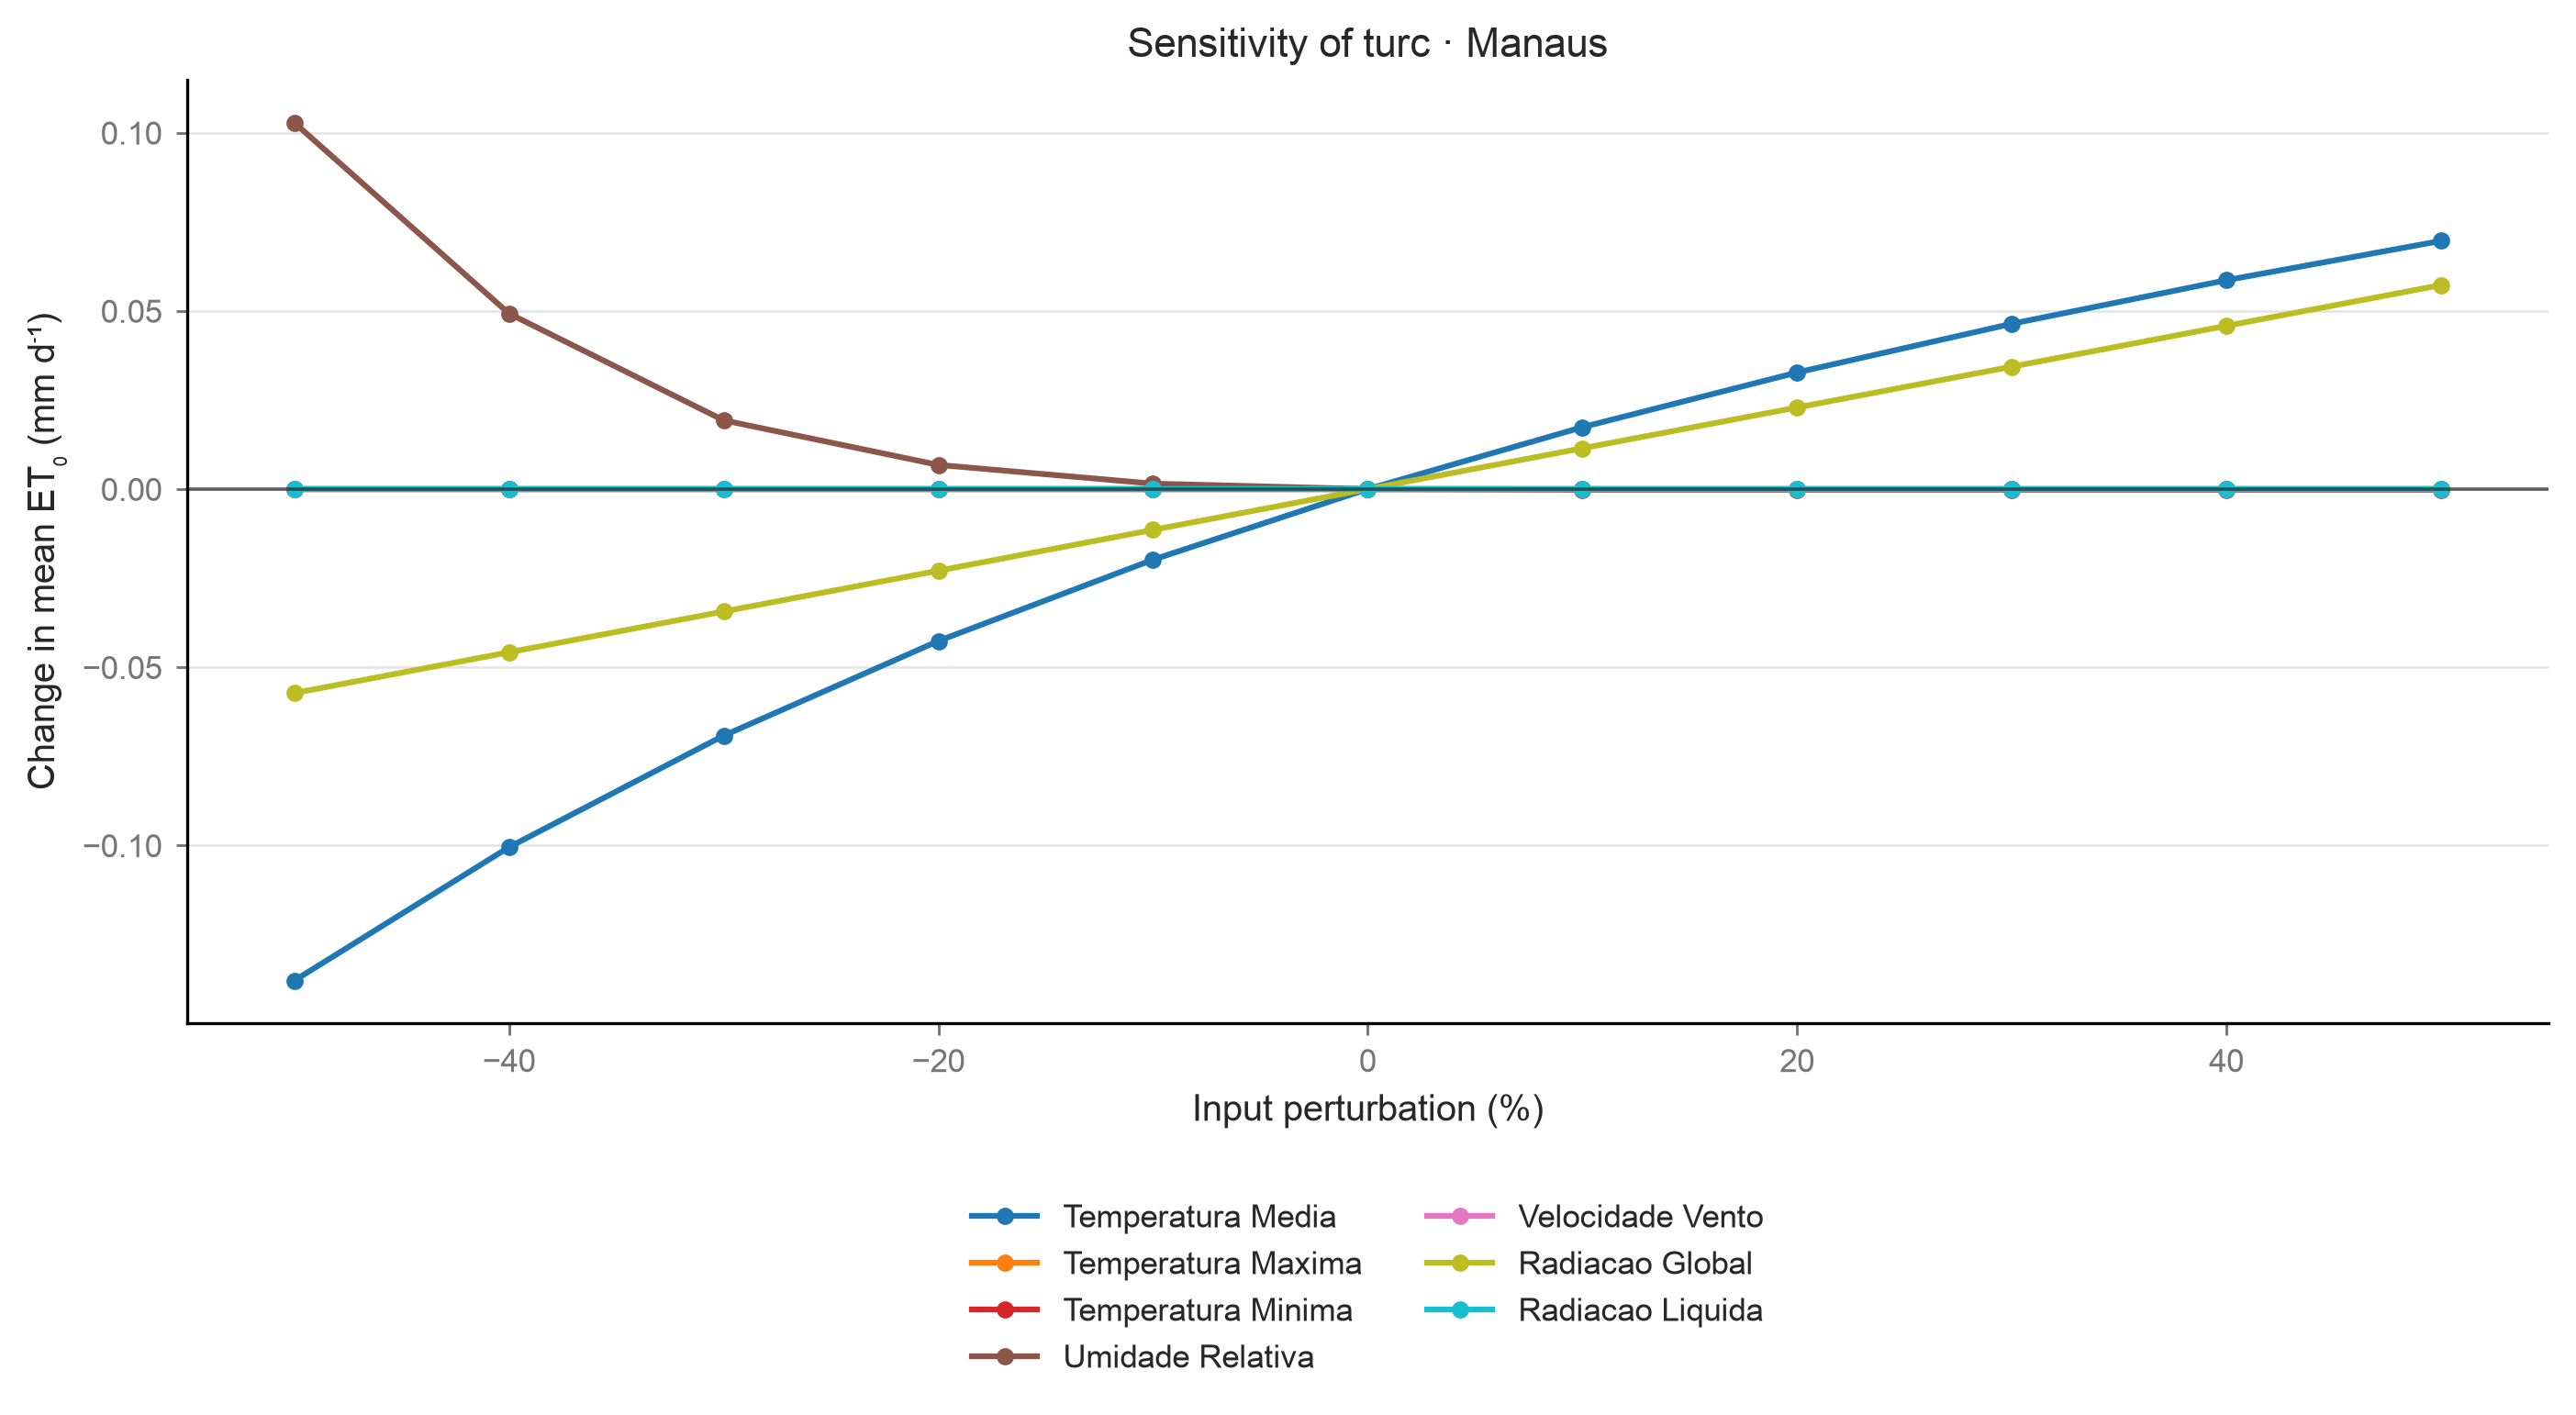 Sensitivity of turc · Manaus
Change in mean ET₀ (mm d⁻¹)
0.10
0.05
0.00
−0.05
−0.10
−40
−20
0
20
40
Input perturbation (%)
Temperatura Media
Temperatura Maxima
Temperatura Minima
Umidade Relativa
Velocidade Vento
Radiacao Global
Radiacao Liquida